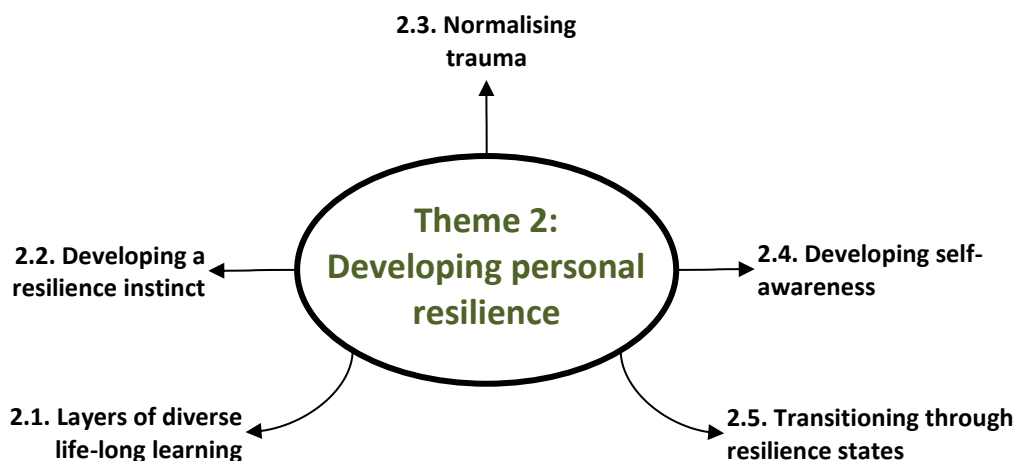 2.3. Normalising
trauma
Theme 2:
Developing personal
resilience
2.2. Developing a
resilience instinct
2.4. Developing self-
awareness
2.1. Layers of diverse
life-long learning
2.5. Transitioning through
resilience states